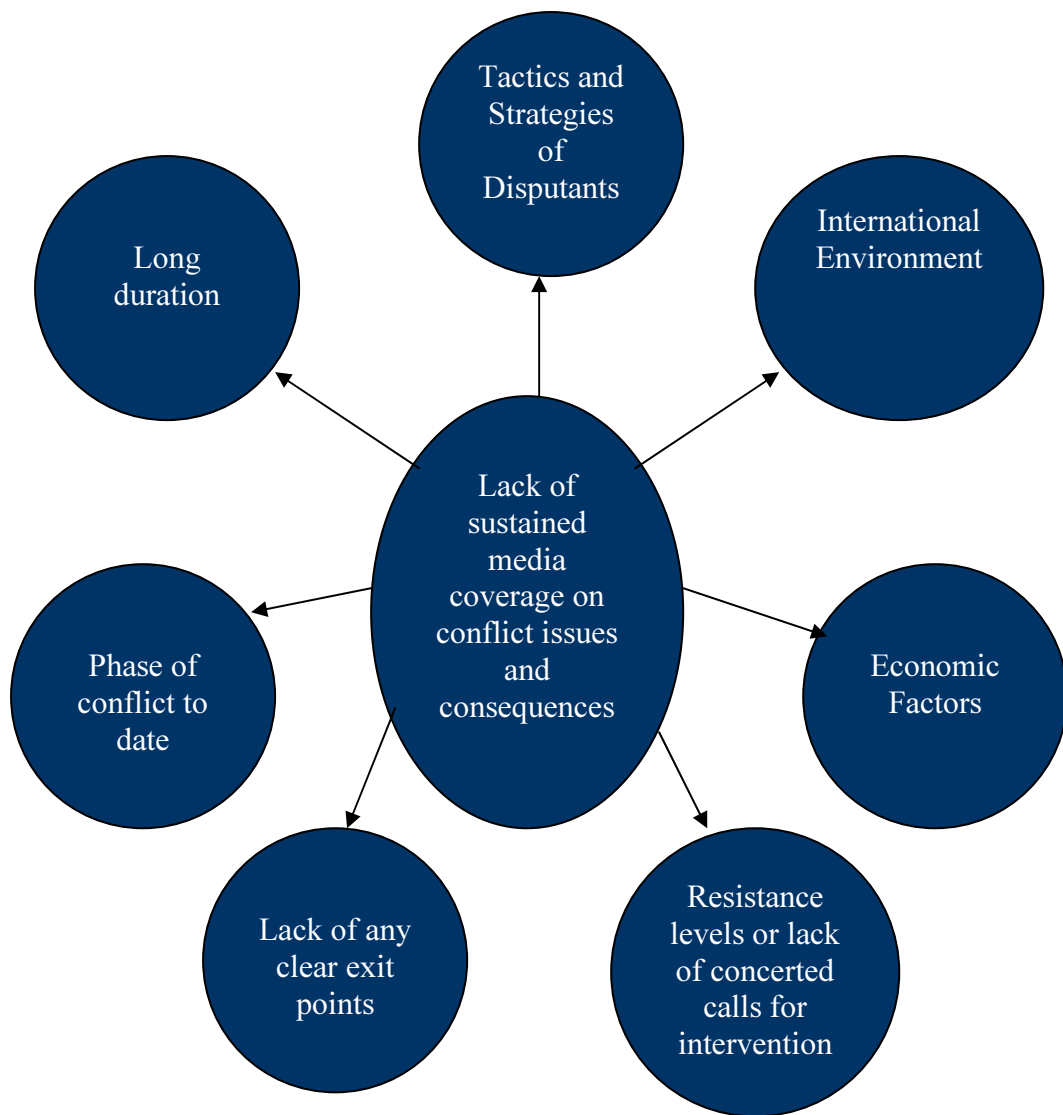 Tactics and
Strategies
of
Disputants
International
Environment
Long
duration
Lack of
sustained
media
coverage on
conflict issues
and
consequences
Phase of
conflict to
date
Economic
Factors
Lack of any
clear exit
points
Resistance
levels or lack
of concerted
calls for
intervention